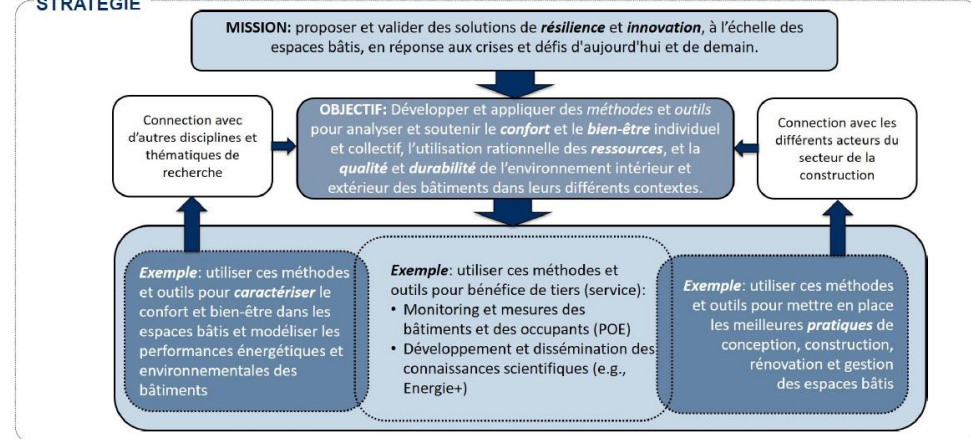 STRATÉGIE
MISSION: proposer et valider des solutions de résilience et innovation, à l'échelle des
espaces bâtis, en réponse aux crises et défis d'aujourd'hui et de demain.
Connection avec
d'autres disciplines et
thématiques de
recherche
OBJECTIF: Développer et appliquer des méthodes et outils
pour analyser et soutenir le confort et le bien-être individuel
et collectif, l'utilisation rationnelle des ressources, et la
qualité et durabilité de l'environnement intérieur et
extérieur des bâtiments dans leurs différents contextes.
Connection avec les
différents acteurs du
secteur de la
construction
Exemple: utiliser ces méthodes
et outils pour caractériser le
confort et bien-être dans les
espaces bâtis et modéliser les
performances énergétiques et
environnementales des
bâtiments
Exemple: utiliser ces méthodes et
outils pour bénéfice de tiers (service):
• Monitoring et mesures des
bâtiments et des occupants (POE)
• Développement et dissémination des
connaissances scientifiques (e.g.,
Energie+)
Exemple: utiliser ces méthodes
et outils pour mettre en place
les meilleures pratiques de
conception, construction,
rénovation et gestion
des espaces bâtis